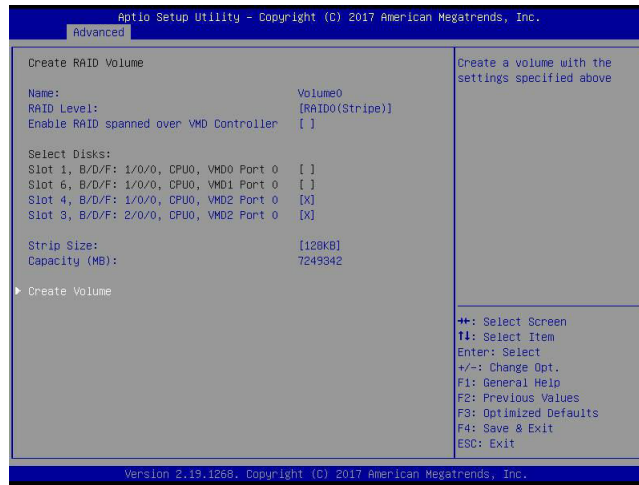 Aptio Setup Utility – Copyright (C) 2017 American Megatrends, Inc.
Advanced
Create RAID Volume
Name: Volume0
RAID Level: [RAID0(Stripe)]
Enable RAID spanned over VMD Controller [ ]
Select Disks:
Slot 1, B/D/F: 1/0/0, CPU0, VMD0 Port 0 [ ]
Slot 6, B/D/F: 1/0/0, CPU0, VMD1 Port 0 [ ]
Slot 4, B/D/F: 1/0/0, CPU0, VMD2 Port 0 [X]
Slot 3, B/D/F: 2/0/0, CPU0, VMD2 Port 0 [X]
Strip Size: [128KB]
Capacity (MB): 7249342
Create Volume
Create a volume with the
settings specified above
→←: Select Screen
↑↓: Select Item
Enter: Select
+/-: Change Opt.
F1: General Help
F2: Previous Values
F3: Optimized Defaults
F4: Save & Exit
ESC: Exit
Version 2.19.1268. Copyright (C) 2017 American Megatrends, Inc.